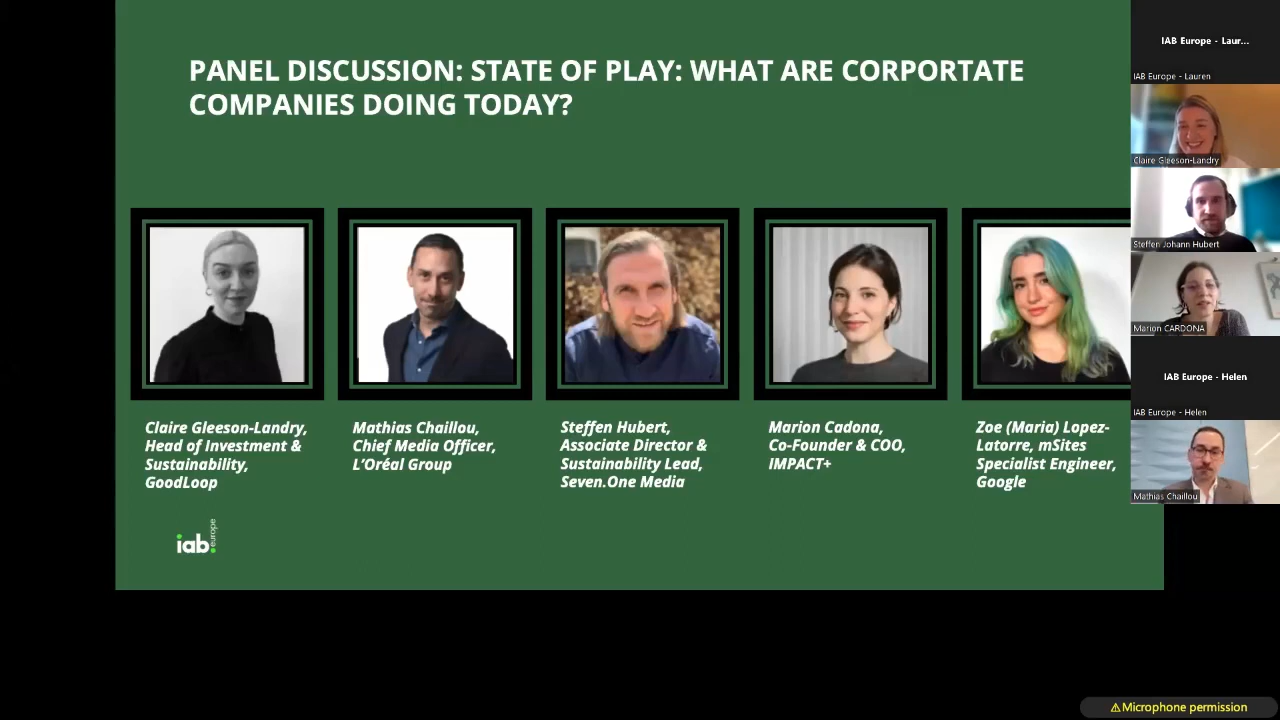 PANEL DISCUSSION: STATE OF PLAY: WHAT ARE CORPORTATE
COMPANIES DOING TODAY?
Claire Gleeson-Landry,
Head of Investment &
Sustainability,
GoodLoop
Mathias Chaillou,
Chief Media Officer,
L'Oréal Group
Steffen Hubert,
Associate Director &
Sustainability Lead,
Seven.One Media
Marion Cadona,
Co-Founder & COO,
IMPACT+
Zoe (Maria) Lopez-
Latorre, mSites
Specialist Engineer,
Google
iab europe
IAB Europe - Laur...
IAB Europe - Lauren
Claire Gleeson-Landry
Steffen Johann Hubert
Marion CARDONA
IAB Europe - Helen
IAB Europe - Helen
Mathias Chaillou
⚠Microphone permission